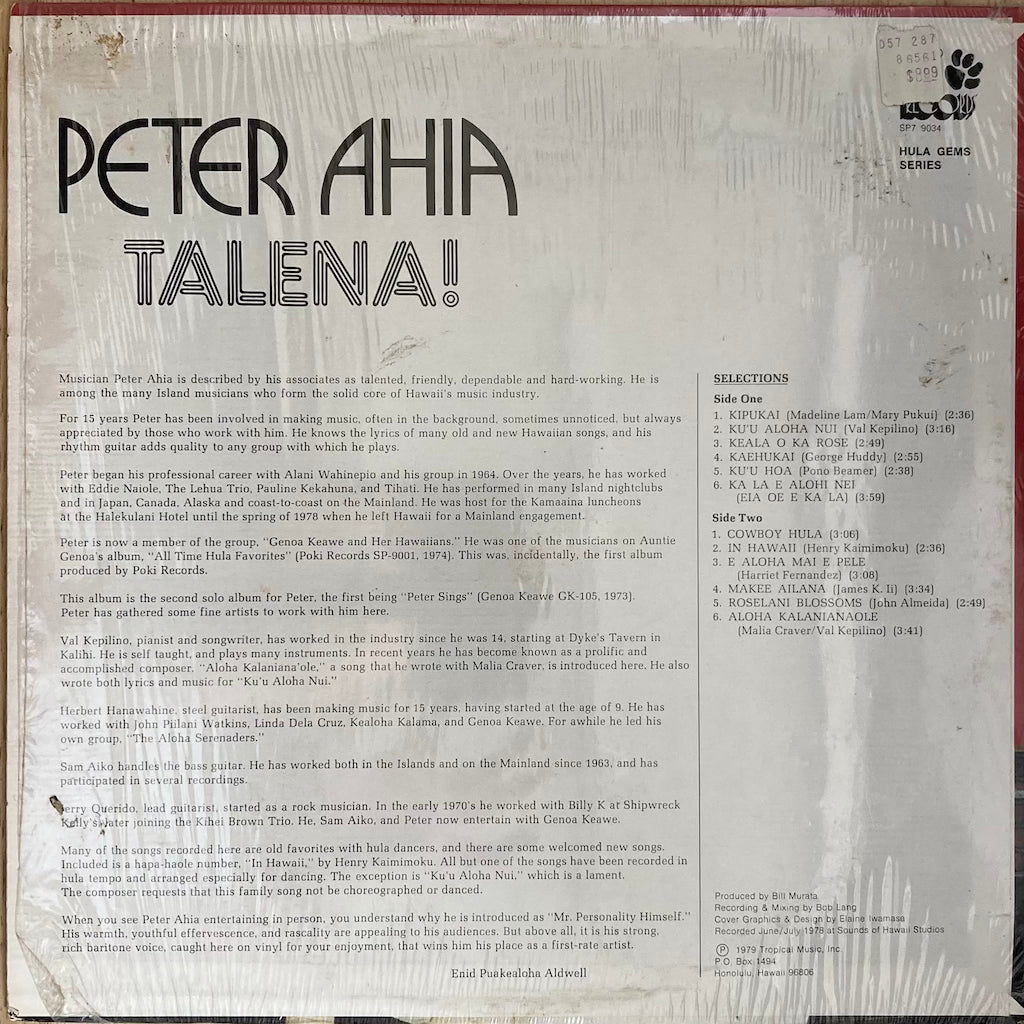 057 287
86561
$8.99
RECORDS
SP7 9034
HULA GEMS
SERIES
PETER AHIA
TALENA!
Musician Peter Ahia is described by his associates as talented, friendly, dependable and hard-working. He is
among the many Island musicians who form the solid core of Hawaii's music industry.
For 15 years Peter has been involved in making music, often in the background, sometimes unnoticed, but always
appreciated by those who work with him. He knows the lyrics of many old and new Hawaiian songs, and his
rhythm guitar adds quality to any group with which he plays.
Peter began his professional career with Alani Wahinepio and his group in 1964. Over the years, he has worked
with Eddie Naiole, The Lehua Trio, Pauline Kekahuna, and Tihati. He has performed in many Island nightclubs
and in Japan, Canada, Alaska and coast-to-coast on the Mainland. He was host for the Kamaaina luncheons
at the Halekulani Hotel until the spring of 1978 when he left Hawaii for a Mainland engagement.
Peter is now a member of the group, "Genoa Keawe and Her Hawaiians." He was one of the musicians on Auntie
Genoa's album, "All Time Hula Favorites" (Poki Records SP-9001, 1974). This was, incidentally, the first album
produced by Poki Records.
This album is the second solo album for Peter, the first being "Peter Sings" (Genoa Keawe GK-105, 1973).
Peter has gathered some fine artists to work with him here.
Val Kepilino, pianist and songwriter, has worked in the industry since he was 14, starting at Dyke's Tavern in
Kalihi. He is self taught, and plays many instruments. In recent years he has become known as a prolific and
accomplished composer. "Aloha Kalaniana'ole," a song that he wrote with Malia Craver, is introduced here. He also
wrote both lyrics and music for "Ku'u Aloha Nui."
Herbert Hanawahine, steel guitarist, has been making music for 15 years, having started at the age of 9. He has
worked with John Piilani Watkins, Linda Dela Cruz, Kealoha Kalama, and Genoa Keawe. For awhile he led his
own group, "The Aloha Serenaders."
Sam Aiko handles the bass guitar. He has worked both in the Islands and on the Mainland since 1963, and has
participated in several recordings.
Jerry Querido, lead guitarist, started as a rock musician. In the early 1970's he worked with Billy K at Shipwreck
Kelly's, later joining the Kihei Brown Trio. He, Sam Aiko, and Peter now entertain with Genoa Keawe.
Many of the songs recorded here are old favorites with hula dancers, and there are some welcomed new songs.
Included is a hapa-haole number, "In Hawaii," by Henry Kaimimoku. All but one of the songs have been recorded in
hula tempo and arranged especially for dancing. The exception is "Ku'u Aloha Nui," which is a lament.
The composer requests that this family song not be choreographed or danced.
When you see Peter Ahia entertaining in person, you understand why he is introduced as "Mr. Personality Himself."
His warmth, youthful effervescence, and rascality are appealing to his audiences. But above all, it is his strong,
rich baritone voice, caught here on vinyl for your enjoyment, that wins him his place as a first-rate artist.
Enid Puakealoha Aldwell
SELECTIONS
Side One
1. KIPUKAI (Madeline Lam/Mary Pukui) (2:36)
2. KU'U ALOHA NUI (Val Kepilino) (3:16)
3. KEALA O KA ROSE (2:49)
4. KAEHUKAI (George Huddy) (2:55)
5. KU'U HOA (Pono Beamer) (2:38)
6. KA LA E ALOHI NEI
(EIA OE E KA LA) (3:59)
Side Two
1. COWBOY HULA (3:06)
2. IN HAWAII (Henry Kaimimoku) (2:36)
3. E ALOHA MAI E PELE
(Harriet Fernandez) (3:08)
4. MAKEE AILANA (James K. Ii) (3:34)
5. ROSELANI BLOSSOMS (John Almeida) (2:49)
6. ALOHA KALANIANAOLE
(Malia Craver/Val Kepilino) (3:41)
Produced by Bill Murata
Recording & Mixing by Bob Lang
Cover Graphics & Design by Elaine Iwamasa
Recorded June/July 1978 at Sounds of Hawaii Studios
Ⓟ 1979 Tropical Music, Inc.
P.O. Box 1494
Honolulu, Hawaii 96806